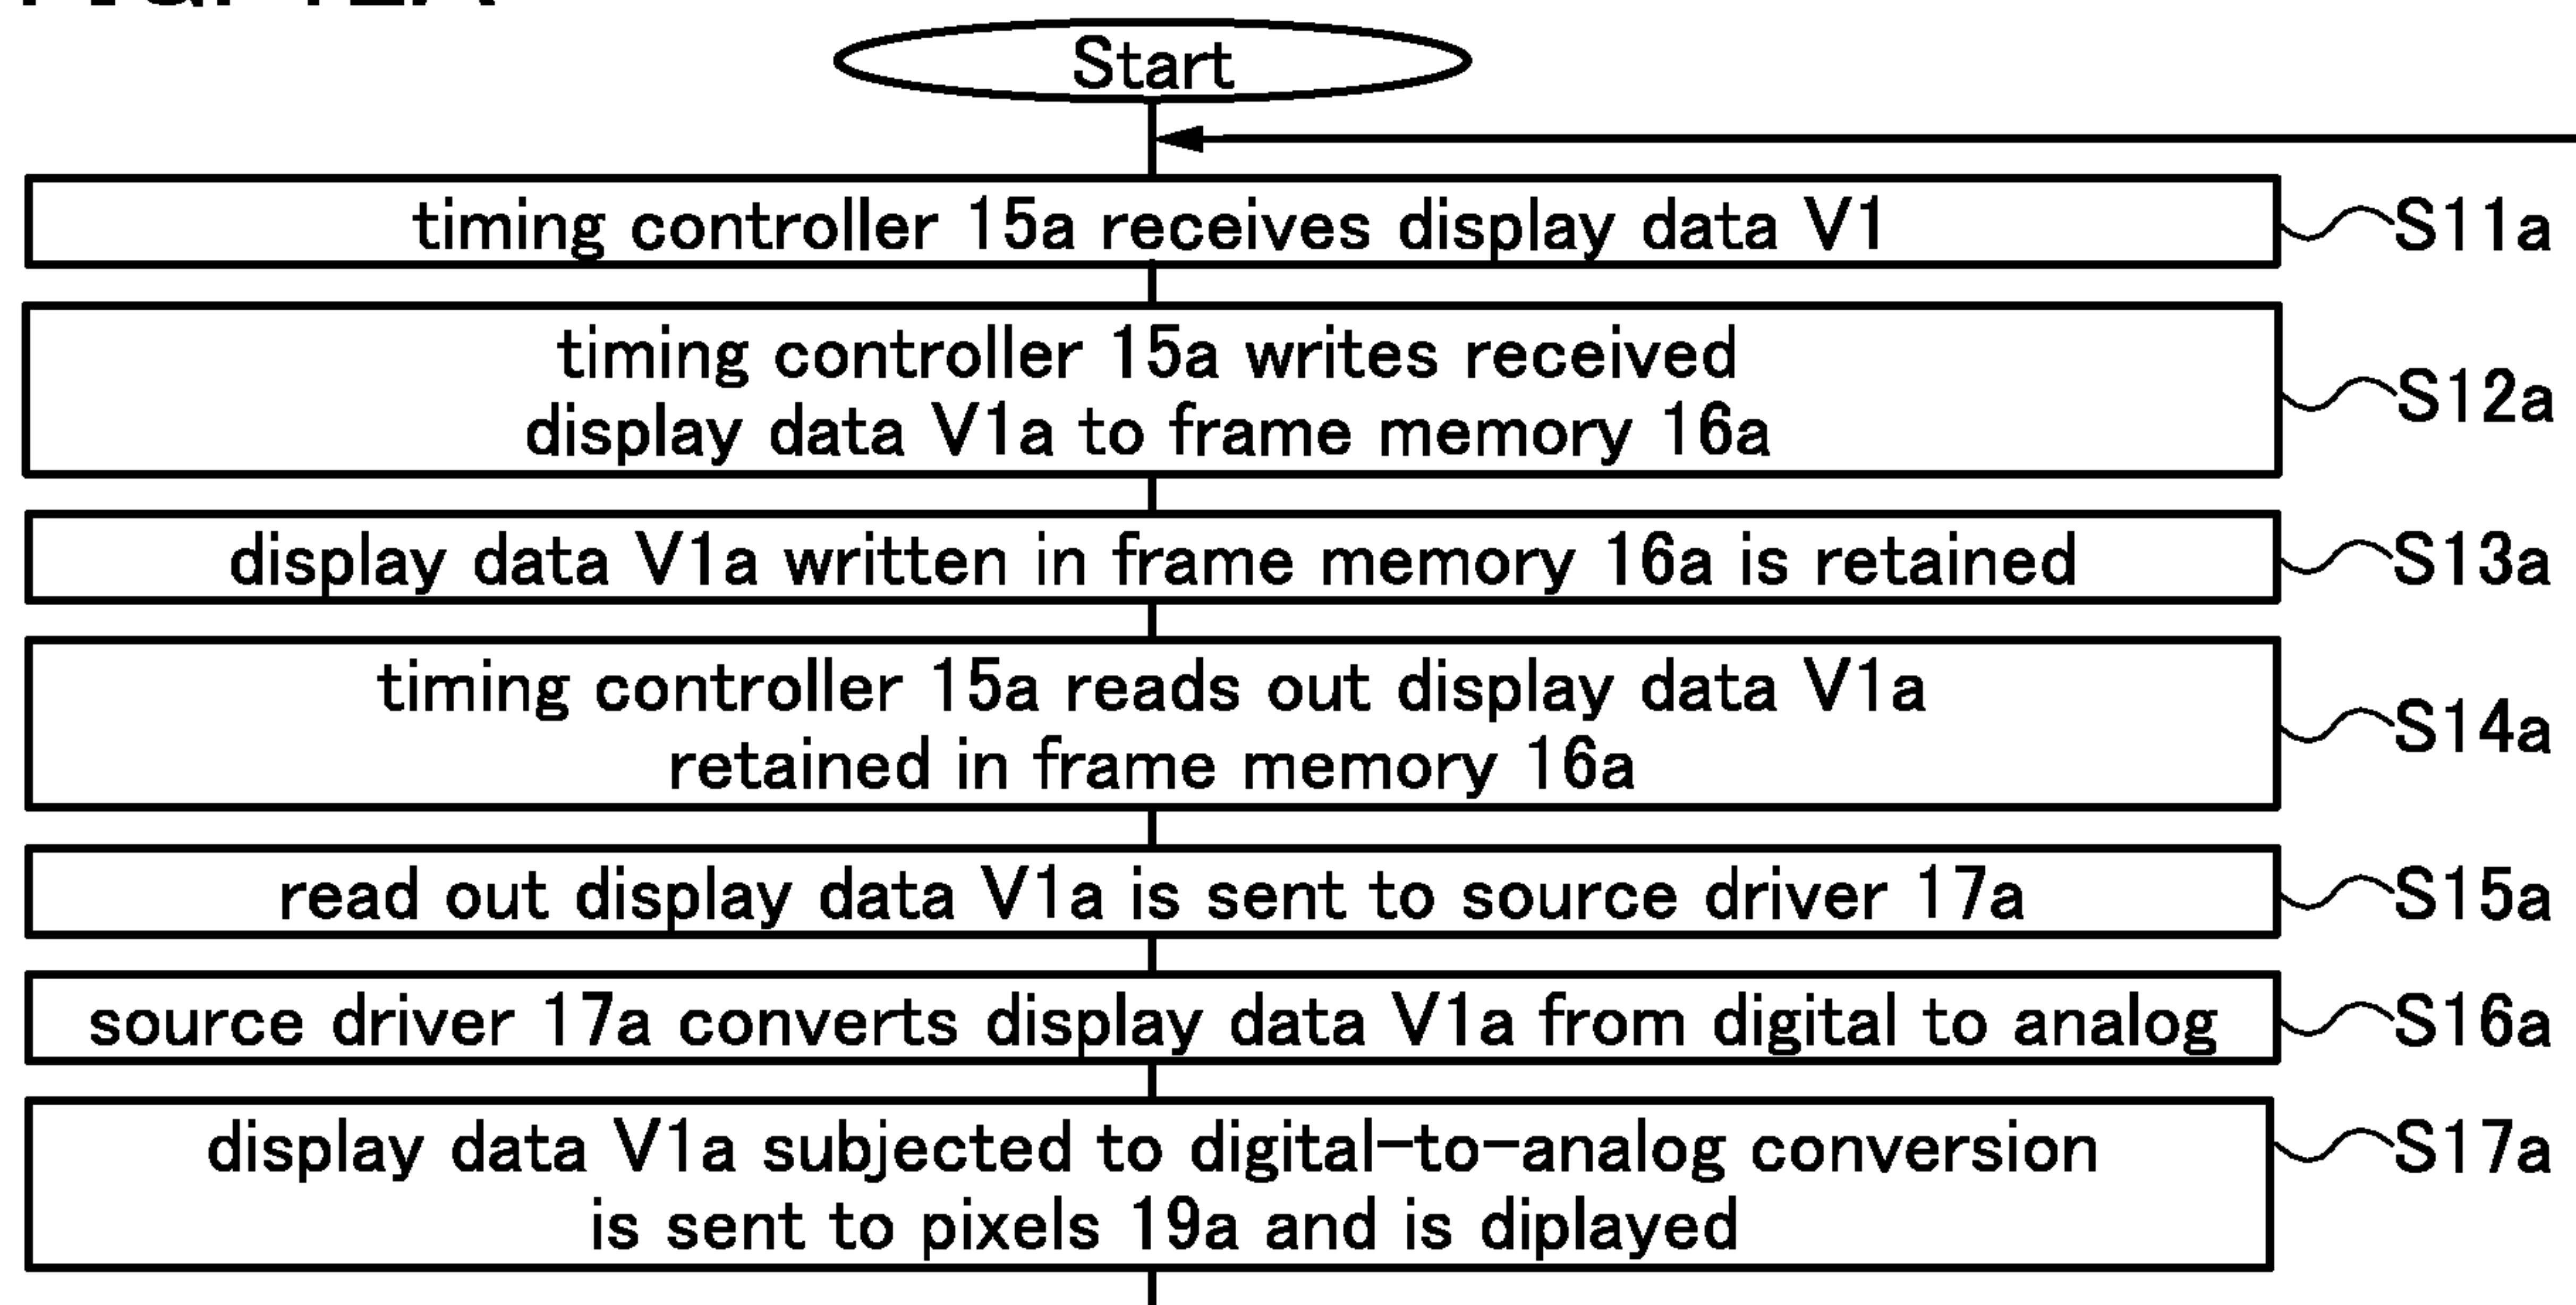 Start
timing controller 15a receives display data V1
S11a
timing controller 15a writes received
display data V1a to frame memory 16a
S12a
display data V1a written in frame memory 16a is retained
S13a
timing controller 15a reads out display data V1a
retained in frame memory 16a
S14a
read out display data V1a is sent to source driver 17a
S15a
source driver 17a converts display data V1a from digital to analog
S16a
display data V1a subjected to digital-to-analog conversion
is sent to pixels 19a and is diplayed
S17a